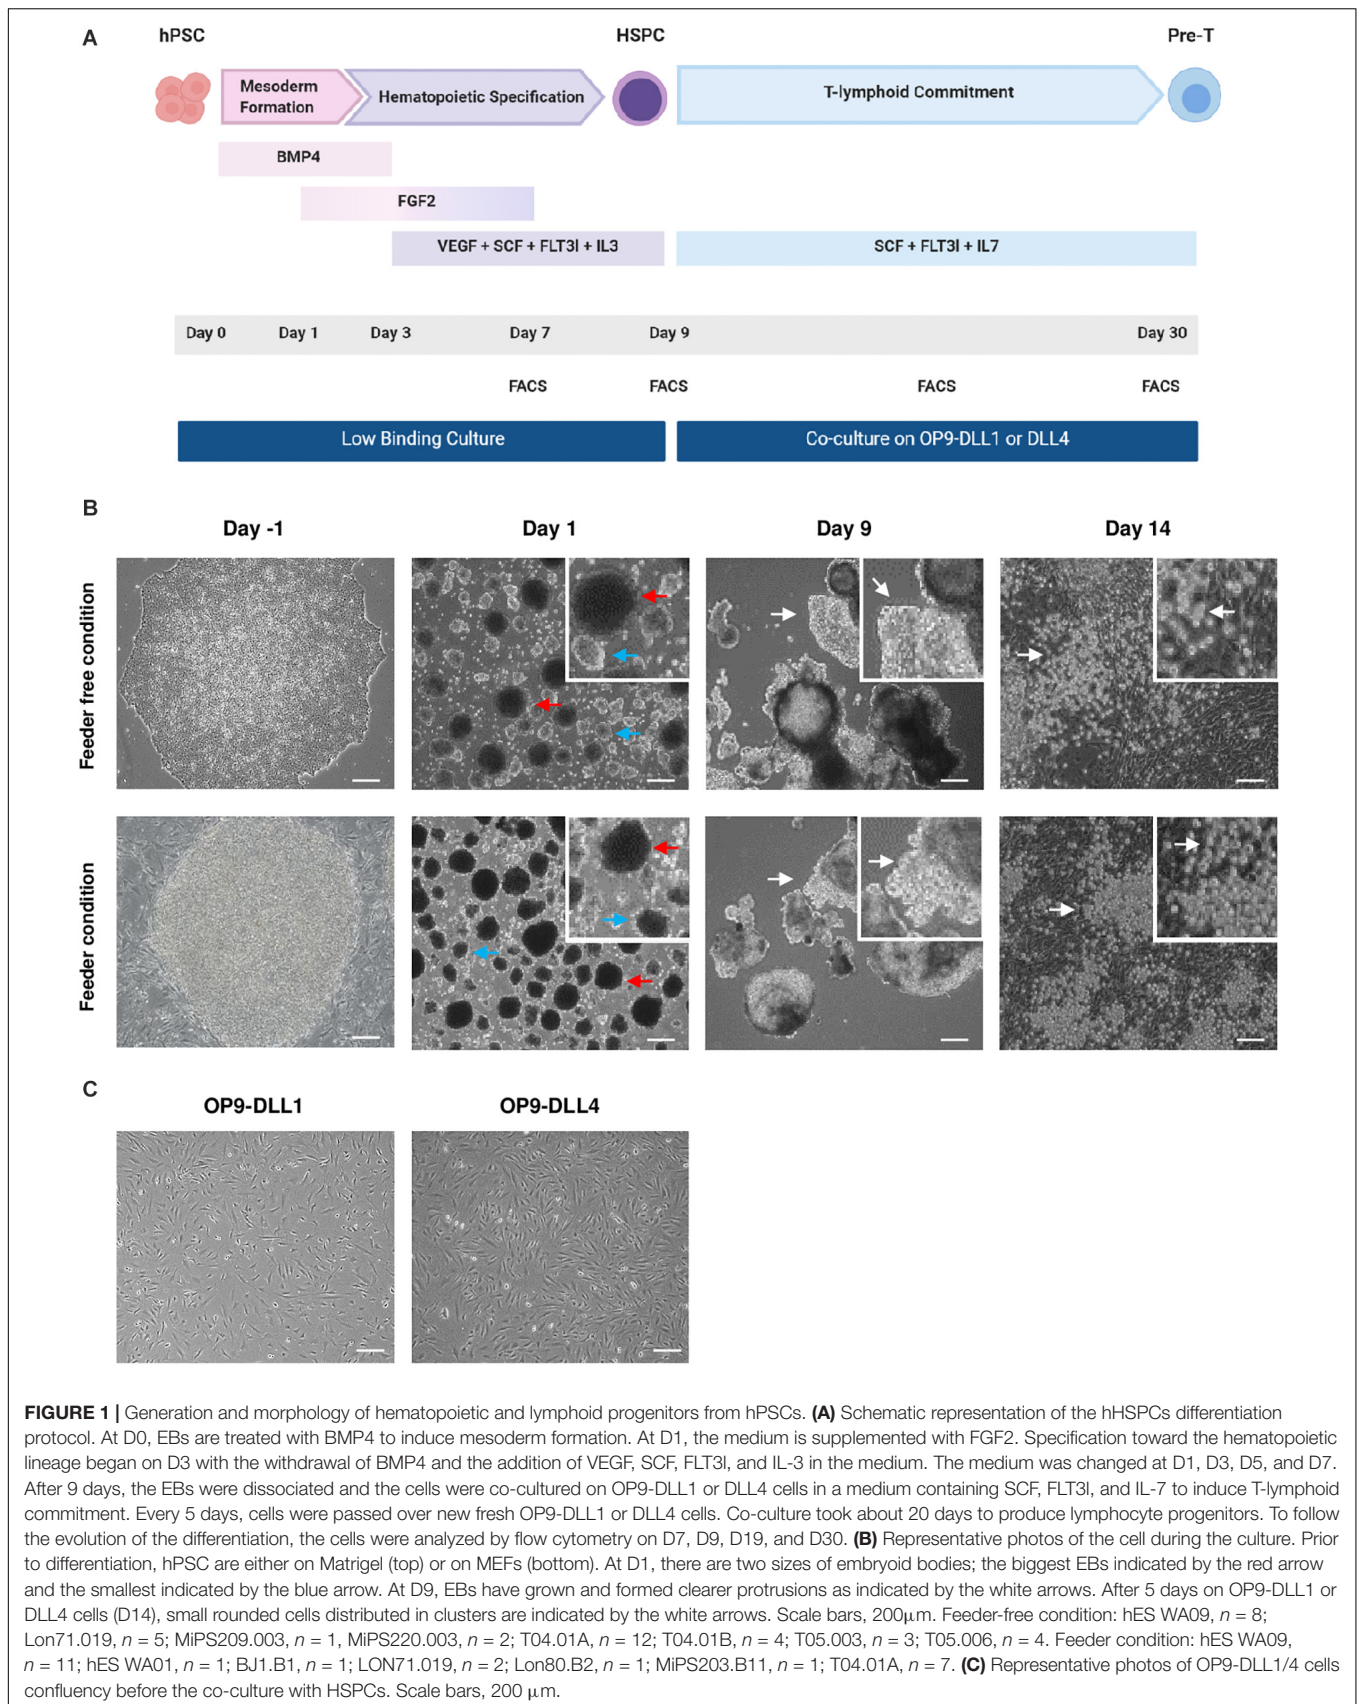 A
hPSC
HSPC
Pre-T
Mesoderm
Formation
Hematopoietic Specification
T-lymphoid Commitment
BMP4
FGF2
VEGF + SCF + FLT3l + IL3
SCF + FLT3l + IL7
Day 0 Day 1 Day 3 Day 7 Day 9 Day 30
FACS FACS FACS FACS
Low Binding Culture
Co-culture on OP9-DLL1 or DLL4
B
Day -1 Day 1 Day 9 Day 14
Feeder free condition
Feeder condition
C
OP9-DLL1 OP9-DLL4
FIGURE 1 | Generation and morphology of hematopoietic and lymphoid progenitors from hPSCs. (A) Schematic representation of the hHSPCs differentiation
protocol. At D0, EBs are treated with BMP4 to induce mesoderm formation. At D1, the medium is supplemented with FGF2. Specification toward the hematopoietic
lineage began on D3 with the withdrawal of BMP4 and the addition of VEGF, SCF, FLT3l, and IL-3 in the medium. The medium was changed at D1, D3, D5, and D7.
After 9 days, the EBs were dissociated and the cells were co-cultured on OP9-DLL1 or DLL4 cells in a medium containing SCF, FLT3l, and IL-7 to induce T-lymphoid
commitment. Every 5 days, cells were passed over new fresh OP9-DLL1 or DLL4 cells. Co-culture took about 20 days to produce lymphocyte progenitors. To follow
the evolution of the differentiation, the cells were analyzed by flow cytometry on D7, D9, D19, and D30. (B) Representative photos of the cell during the culture. Prior
to differentiation, hPSC are either on Matrigel (top) or on MEFs (bottom). At D1, there are two sizes of embryoid bodies; the biggest EBs indicated by the red arrow
and the smallest indicated by the blue arrow. At D9, EBs have grown and formed clearer protrusions as indicated by the white arrows. After 5 days on OP9-DLL1 or
DLL4 cells (D14), small rounded cells distributed in clusters are indicated by the white arrows. Scale bars, 200μm. Feeder-free condition: hES WA09, n = 8;
Lon71.019, n = 5; MiPS209.003, n = 1, MiPS220.003, n = 2; T04.01A, n = 12; T04.01B, n = 4; T05.003, n = 3; T05.006, n = 4. Feeder condition: hES WA09,
n = 11; hES WA01, n = 1; BJ1.B1, n = 1; LON71.019, n = 2; Lon80.B2, n = 1; MiPS203.B11, n = 1; T04.01A, n = 7. (C) Representative photos of OP9-DLL1/4 cells
confluency before the co-culture with HSPCs. Scale bars, 200 μm.